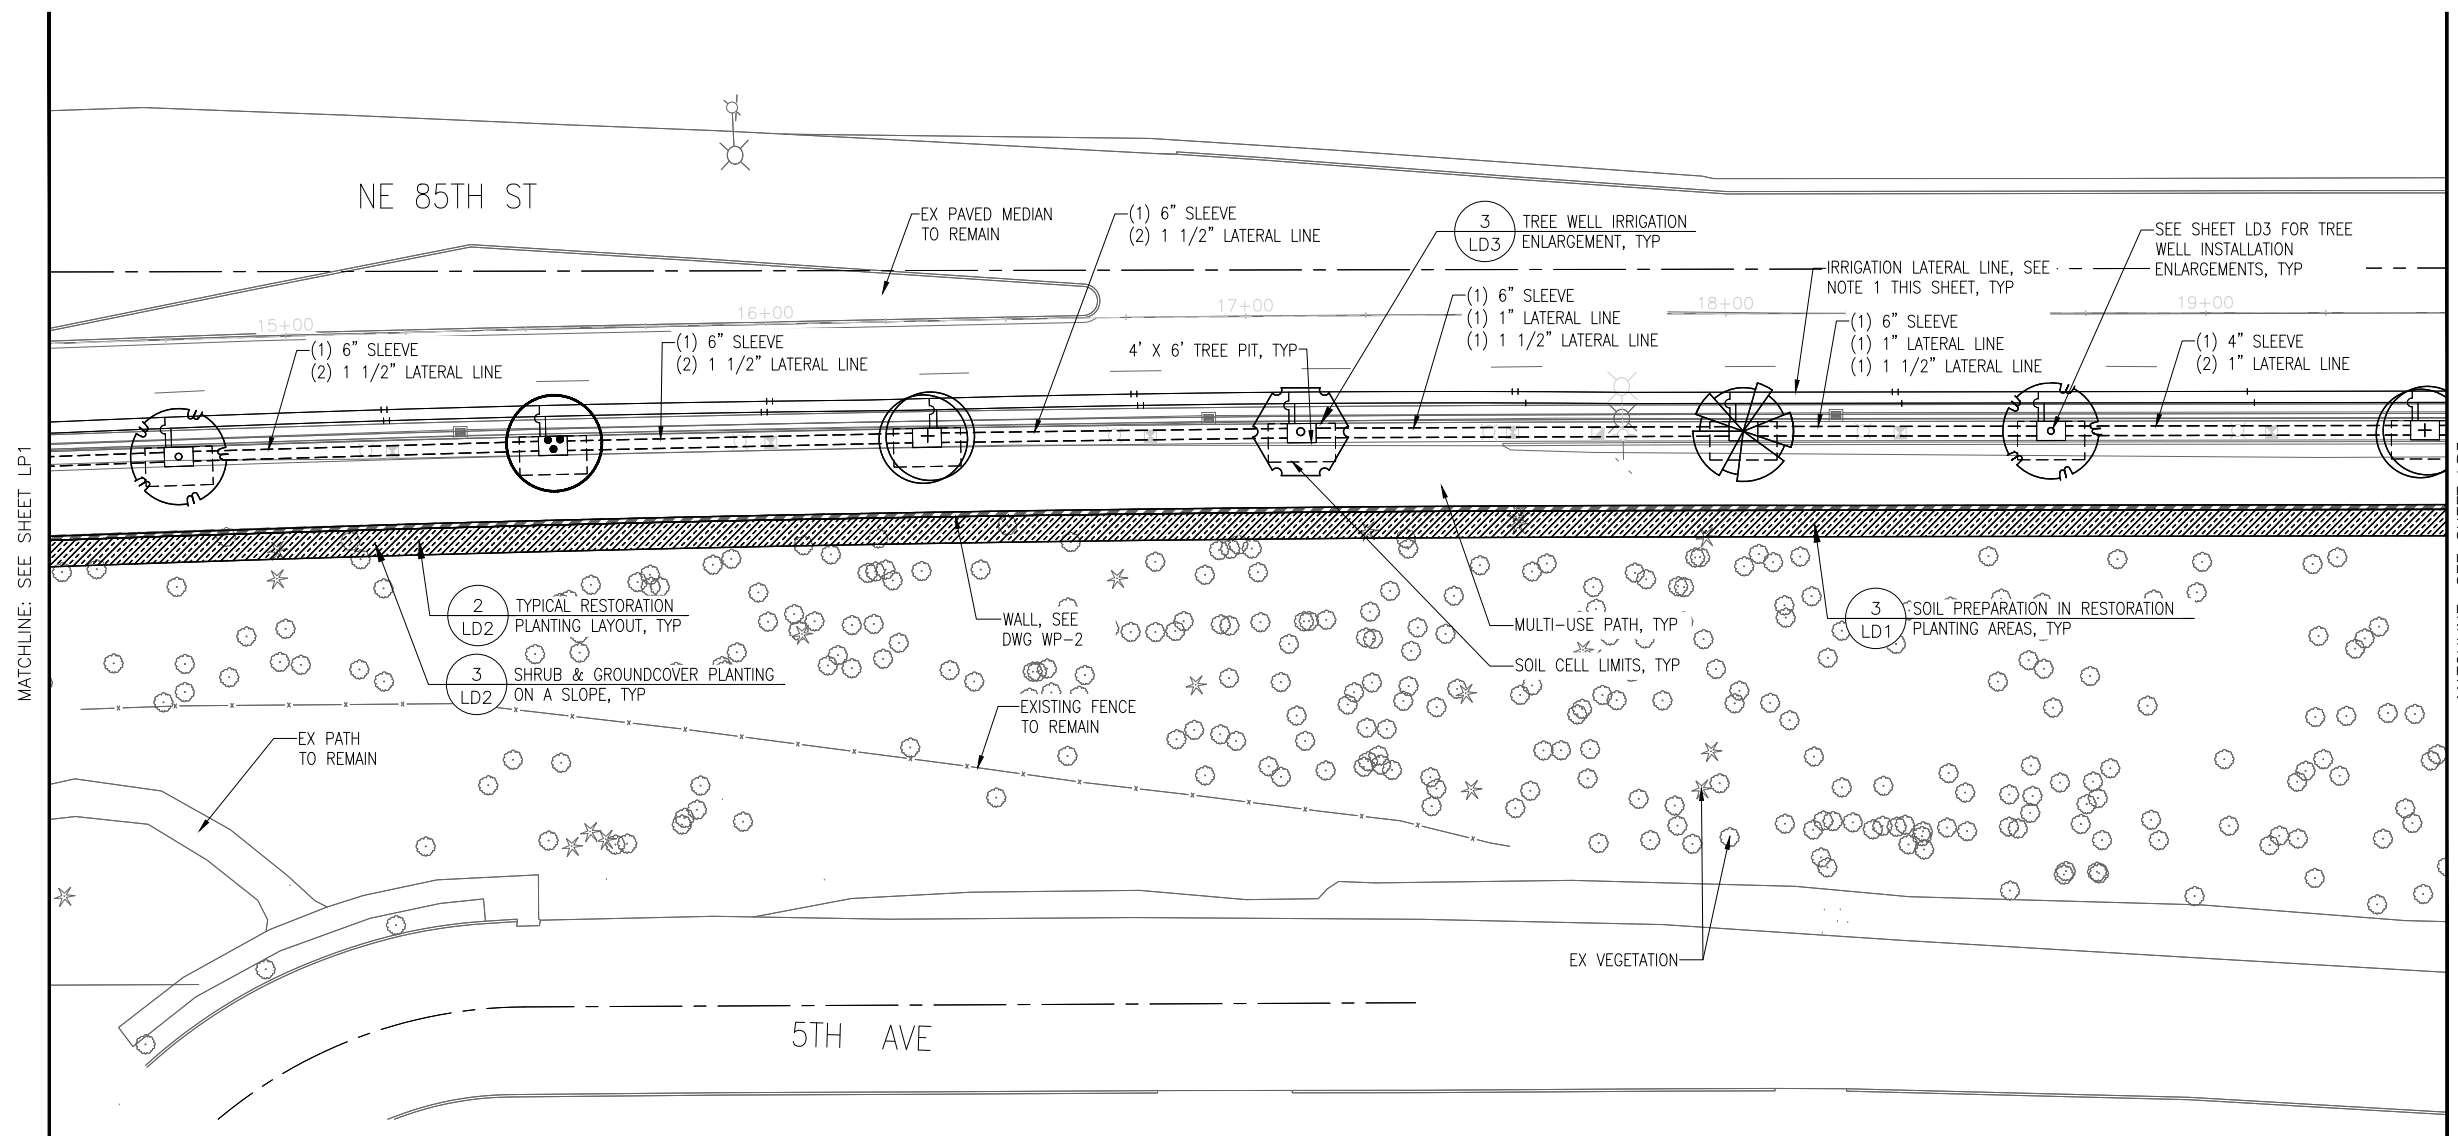 NE 85TH ST
EX PAVED MEDIAN
TO REMAIN
(1) 6" SLEEVE
(2) 1 1/2" LATERAL LINE
3
LD3
TREE WELL IRRIGATION
ENLARGEMENT, TYP
SEE SHEET LD3 FOR TREE
WELL INSTALLATION
ENLARGEMENTS, TYP
IRRIGATION LATERAL LINE, SEE
NOTE 1 THIS SHEET, TYP
15+00
16+00
17+00
18+00
19+00
(1) 6" SLEEVE
(2) 1 1/2" LATERAL LINE
(1) 6" SLEEVE
(2) 1 1/2" LATERAL LINE
4' X 6' TREE PIT, TYP
(1) 6" SLEEVE
(1) 1" LATERAL LINE
(1) 1 1/2" LATERAL LINE
(1) 6" SLEEVE
(1) 1" LATERAL LINE
(1) 1 1/2" LATERAL LINE
(1) 4" SLEEVE
(2) 1" LATERAL LINE
MATCHLINE: SEE SHEET LP1
2
LD2
TYPICAL RESTORATION
PLANTING LAYOUT, TYP
3
LD2
SHRUB & GROUNDCOVER PLANTING
ON A SLOPE, TYP
WALL, SEE
DWG WP-2
MULTI-USE PATH, TYP
SOIL CELL LIMITS, TYP
3
LD1
SOIL PREPARATION IN RESTORATION
PLANTING AREAS, TYP
EXISTING FENCE
TO REMAIN
EX PATH
TO REMAIN
EX VEGETATION
5TH AVE